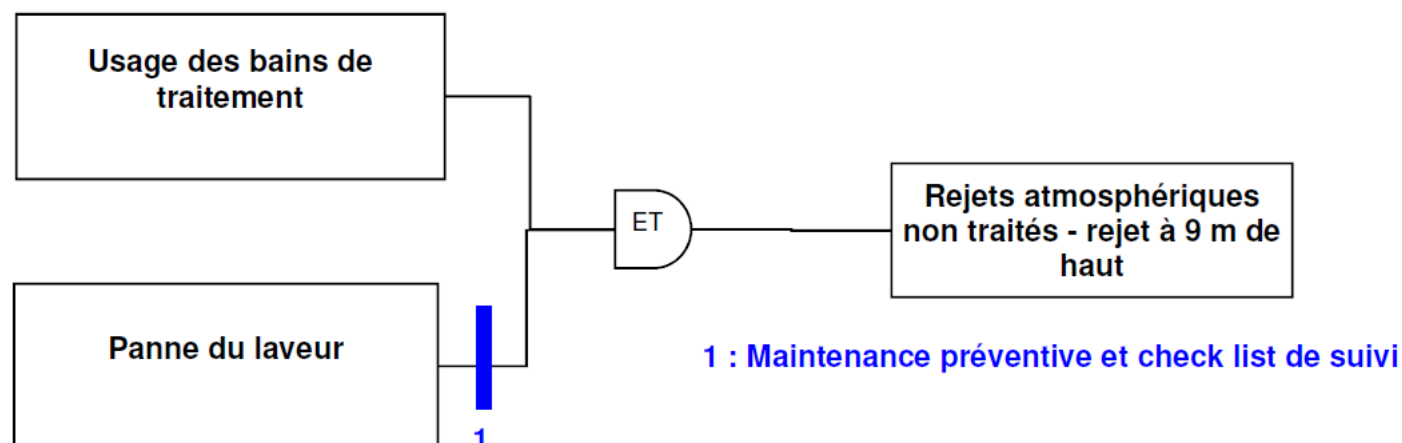 Usage des bains de
traitement
ET
Rejets atmosphériques
non traités - rejet à 9 m de
haut
Panne du laveur
1 : Maintenance préventive et check list de suivi
1